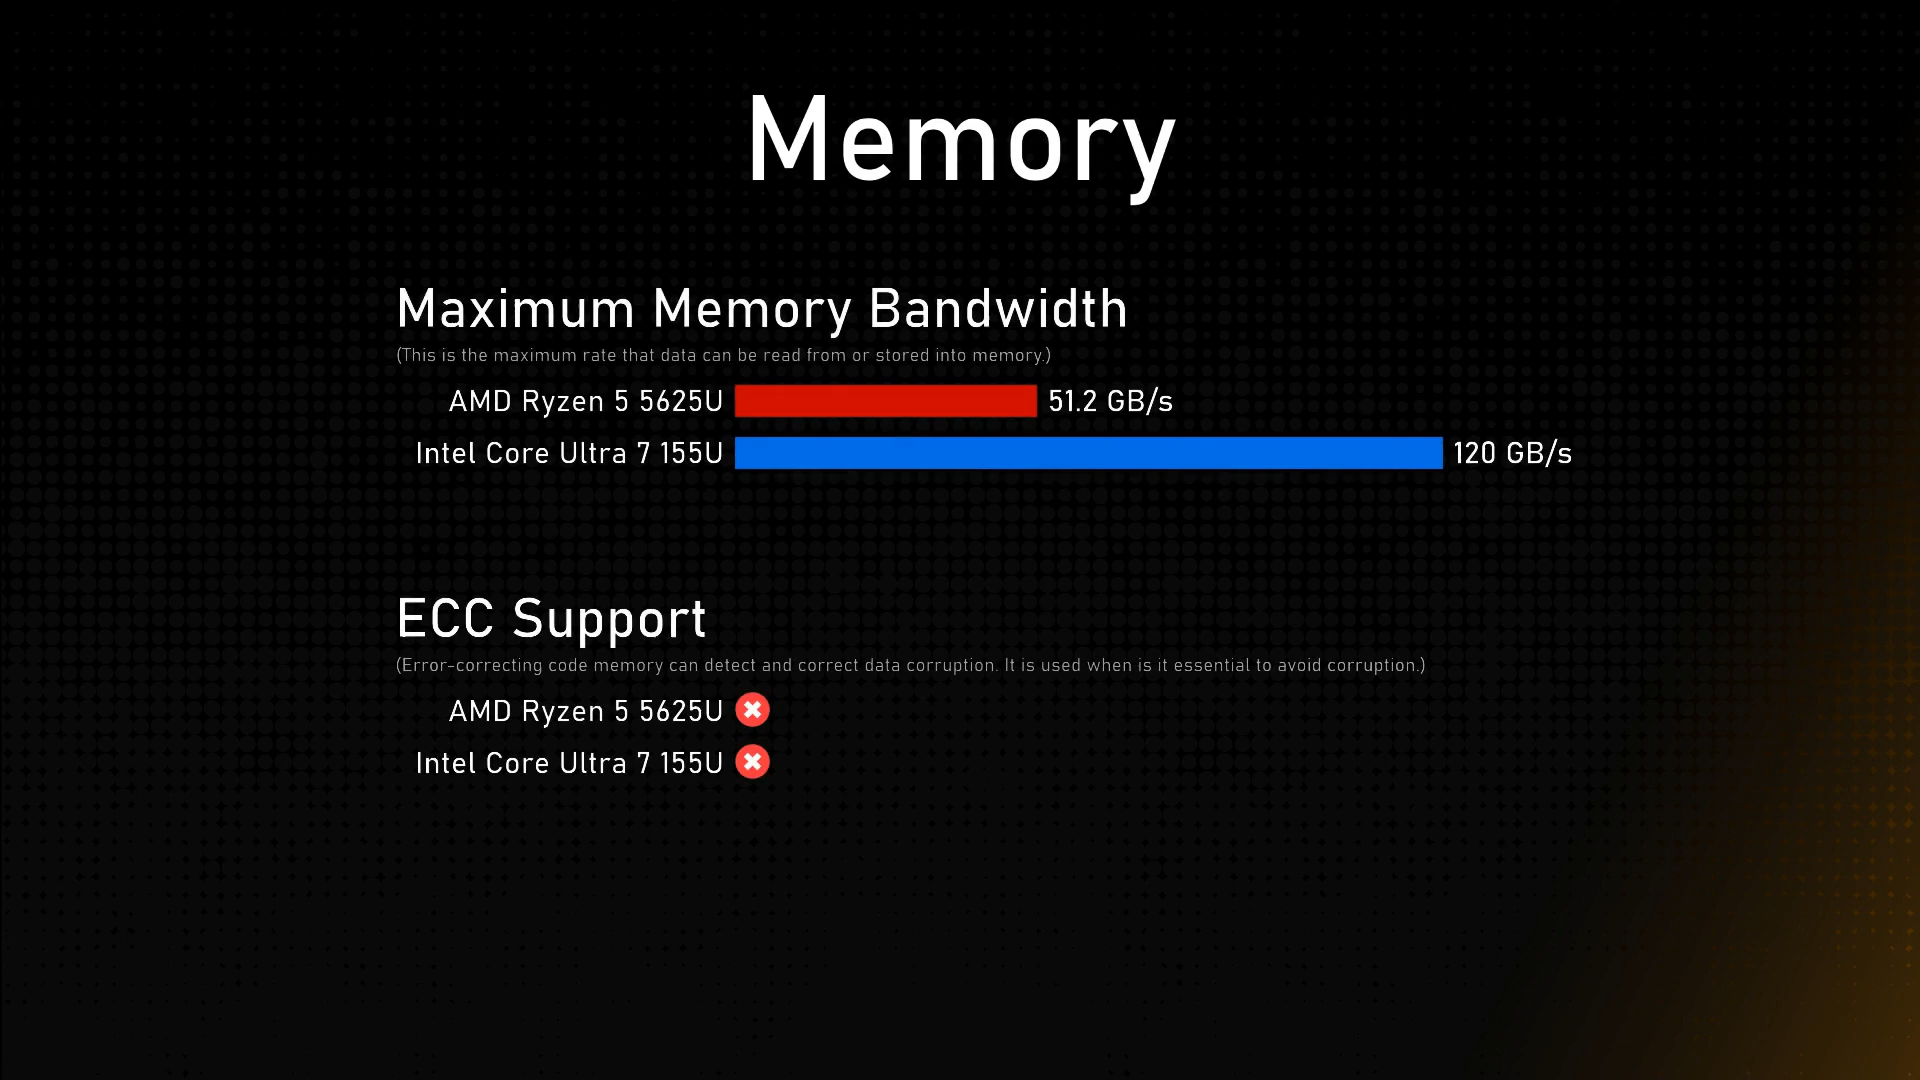 Memory
Maximum Memory Bandwidth
(This is the maximum rate that data can be read from or stored into memory.)
AMD Ryzen 5 5625U 51.2 GB/s
Intel Core Ultra 7 155U 120 GB/s
ECC Support
(Error-correcting code memory can detect and correct data corruption. It is used when is it essential to avoid corruption.)
AMD Ryzen 5 5625U
Intel Core Ultra 7 155U